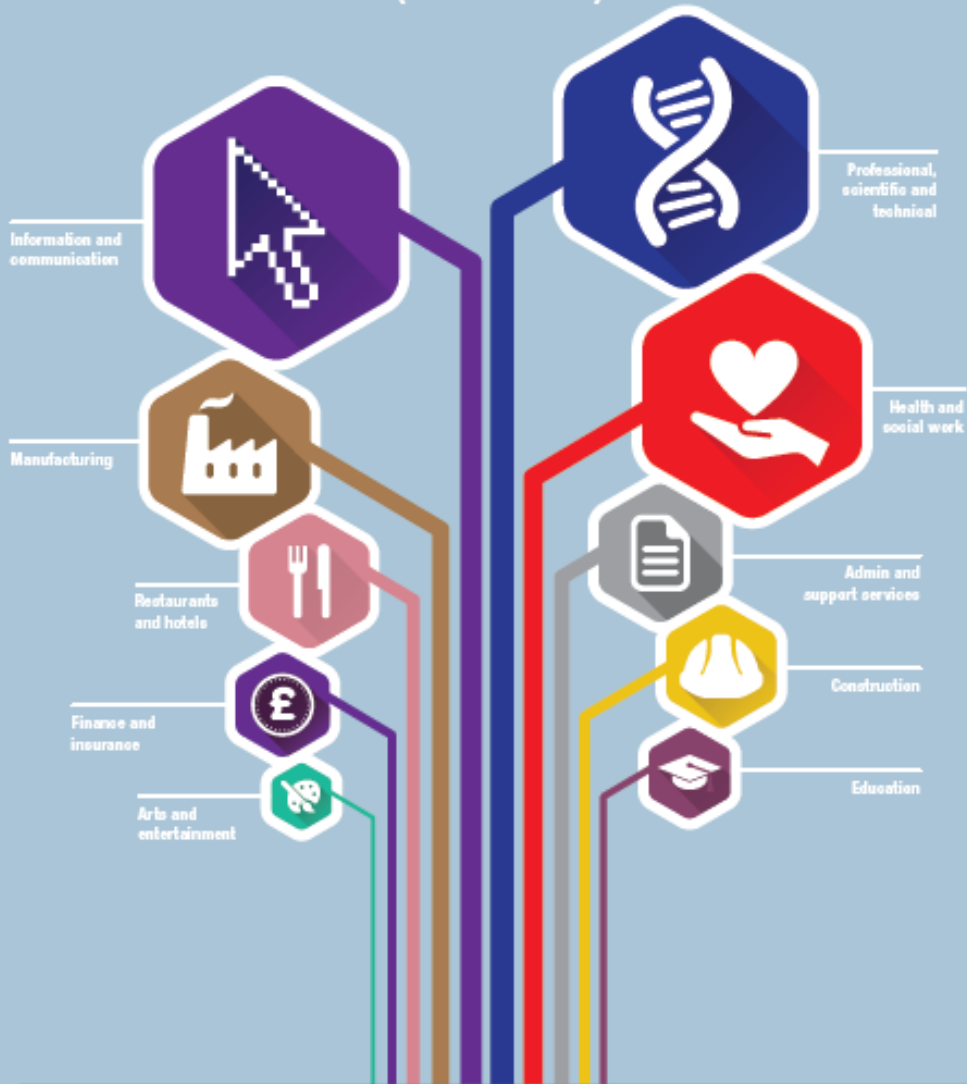 Professional,
scientific and
technical
Information and
communication
Health and
social work
Manufacturing
Admin and
support services
Restaurants
and hotels
Construction
Finance and
insurance
£
Education
Arts and
entertainment